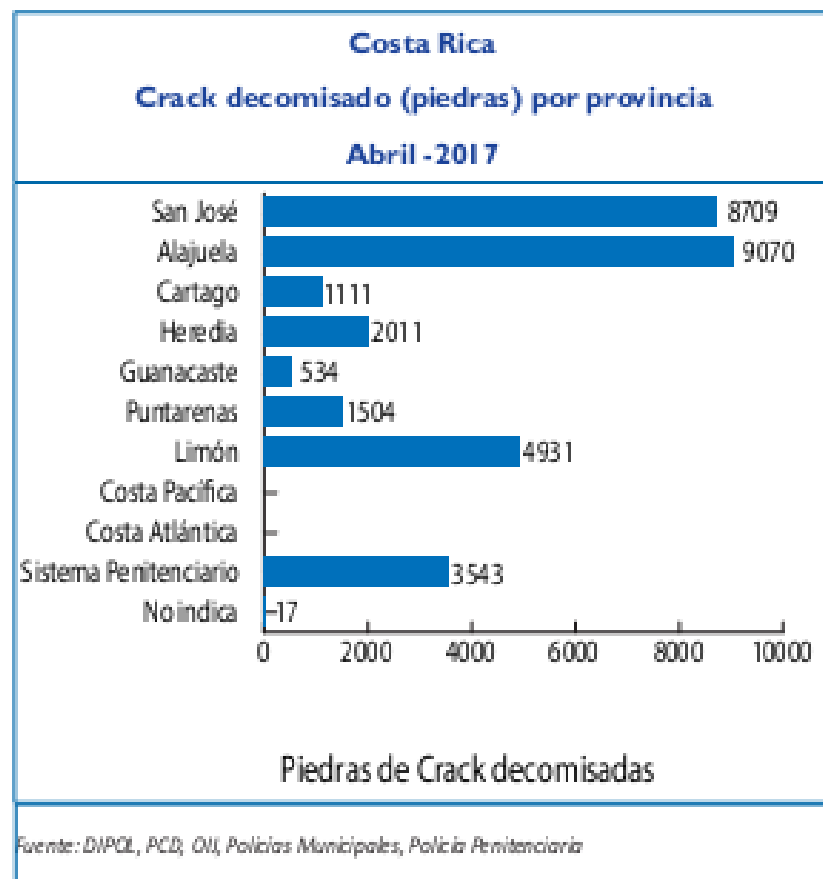 Costa Rica
Crack decomisado (piedras) por provincia
Abril -2017
San José 8709
Alajuela 9070
Cartago 1111
Heredia 2011
Guanacaste 534
Puntarenas 1504
Limón 4931
Costa Pacífica –
Costa Atlántica –
Sistema Penitenciario 3543
No indica 17
0 2000 4000 6000 8000 10000
Piedras de Crack decomisadas
Fuente: DIPOL, PCD, OIJ, Policías Municipales, Policía Penitenciaria